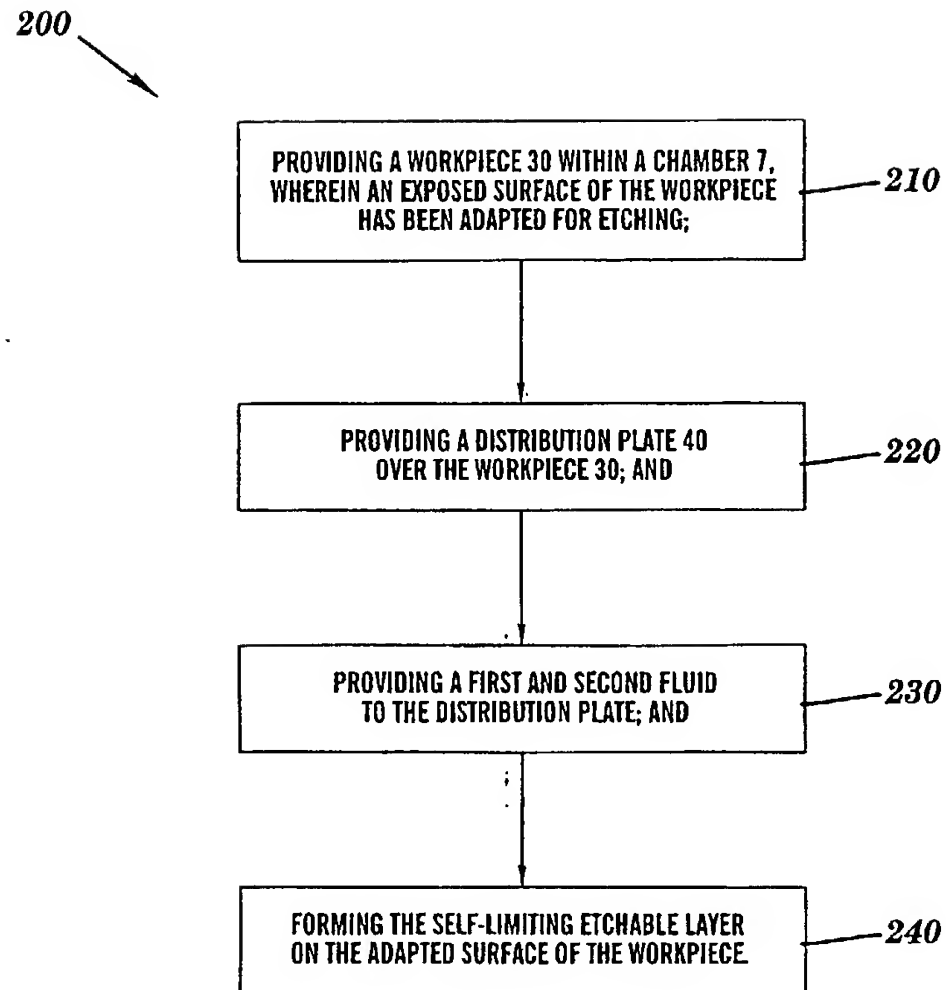 200
PROVIDING A WORKPIECE 30 WITHIN A CHAMBER 7,
WHEREIN AN EXPOSED SURFACE OF THE WORKPIECE
HAS BEEN ADAPTED FOR ETCHING;
210
PROVIDING A DISTRIBUTION PLATE 40
OVER THE WORKPIECE 30; AND
220
PROVIDING A FIRST AND SECOND FLUID
TO THE DISTRIBUTION PLATE; AND
230
FORMING THE SELF-LIMITING ETCHABLE LAYER
ON THE ADAPTED SURFACE OF THE WORKPIECE.
240